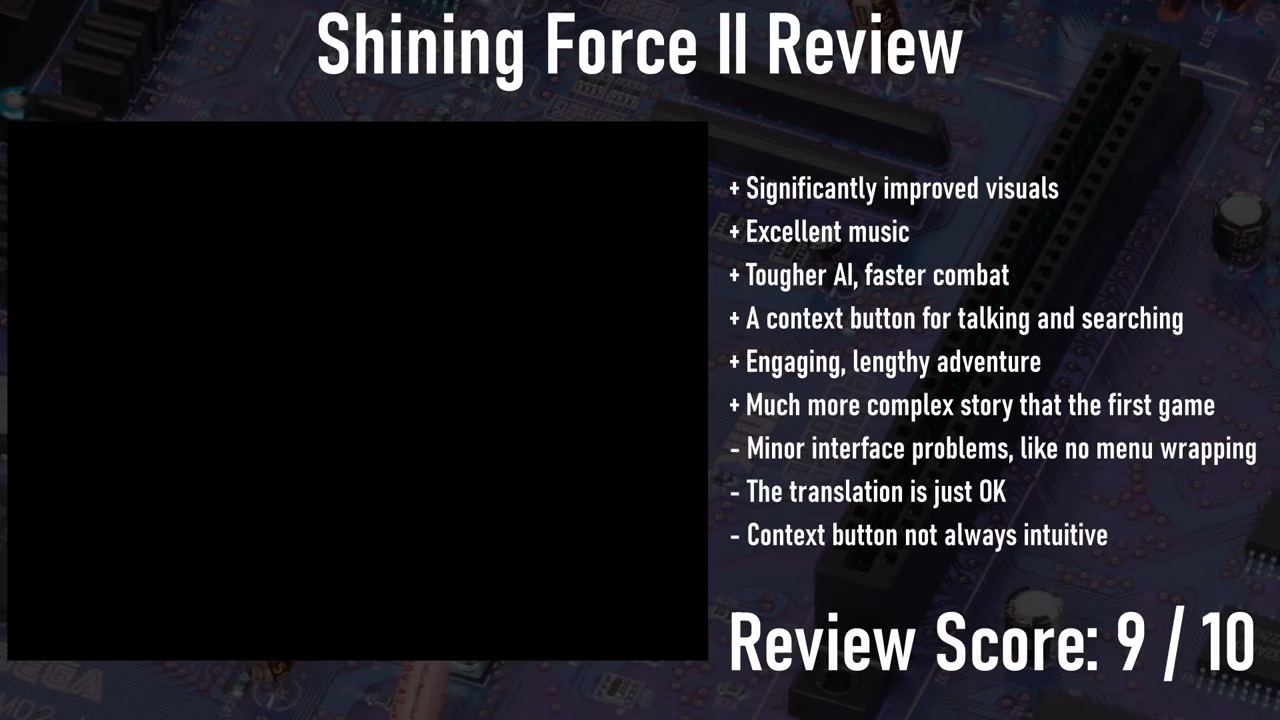 Shining Force II Review
+ Significantly improved visuals
+ Excellent music
+ Tougher AI, faster combat
+ A context button for talking and searching
+ Engaging, lengthy adventure
+ Much more complex story that the first game
- Minor interface problems, like no menu wrapping
- The translation is just OK
- Context button not always intuitive
Review Score: 9 / 10